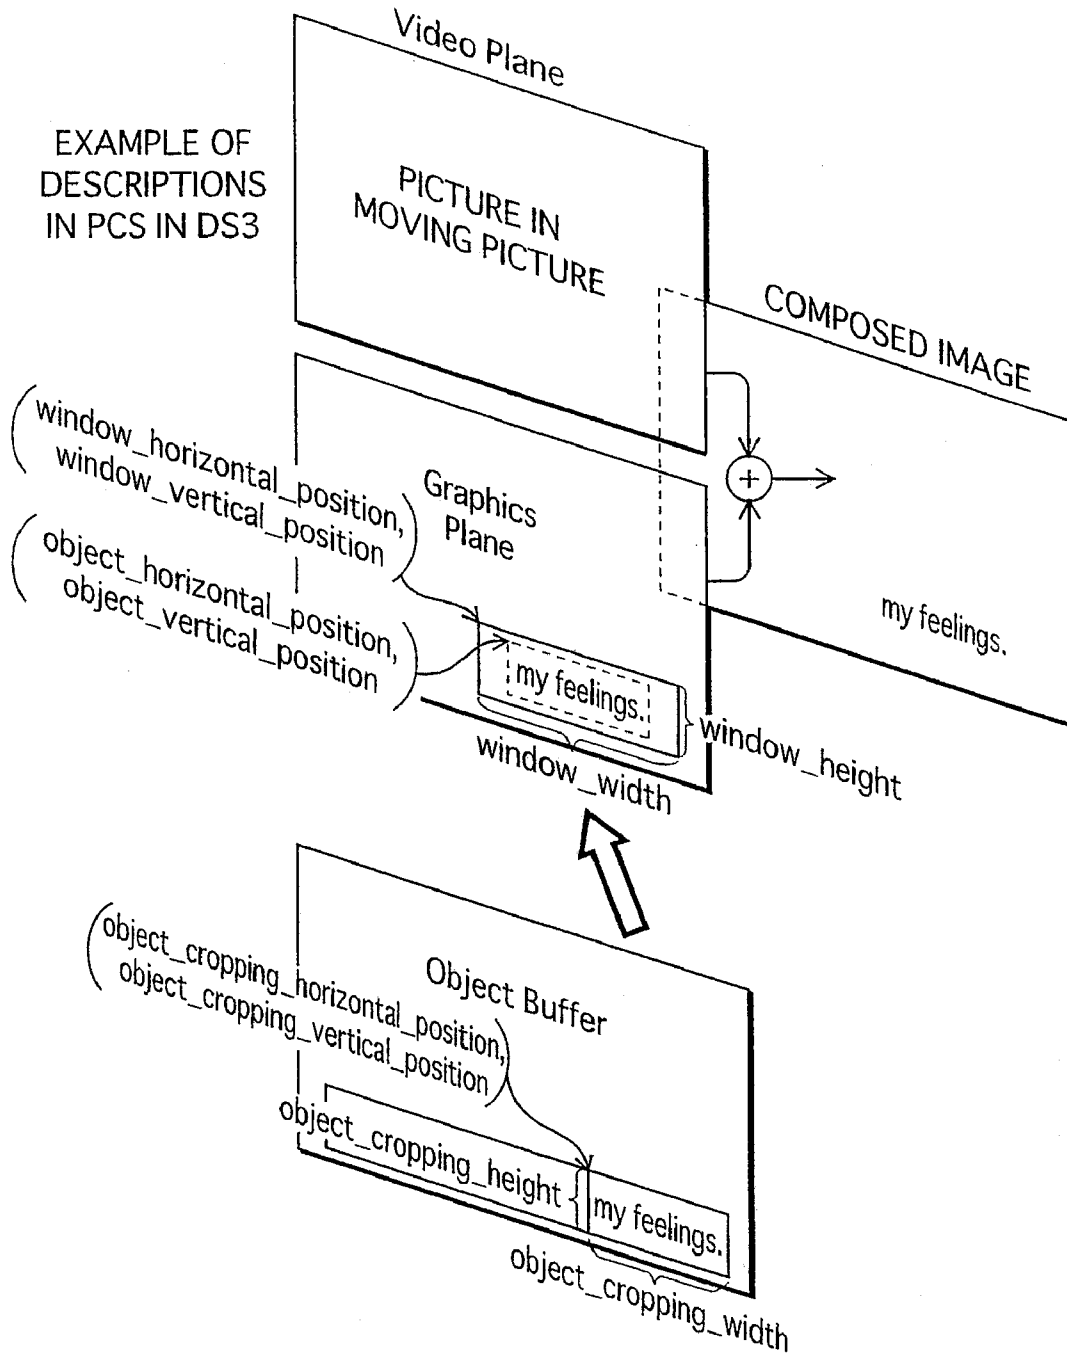 Video Plane
EXAMPLE OF
DESCRIPTIONS
IN PCS IN DS3
PICTURE IN
MOVING PICTURE
COMPOSED IMAGE
(window_horizontal_position,
window_vertical_position)
Graphics
Plane
+
(object_horizontal_position,
object_vertical_position)
my feelings.
my feelings.
window_height
window_width
Object Buffer
(object_cropping_horizontal_position,
object_cropping_vertical_position)
object_cropping_height
my feelings.
object_cropping_width